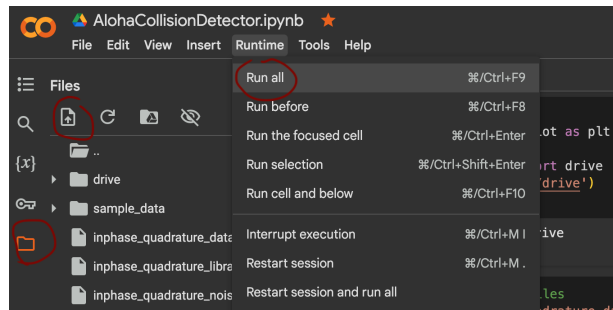 AlohaCollisionDetector.ipynb
File Edit View Insert Runtime Tools Help
Files
Run all ⌘/Ctrl+F9
Run before ⌘/Ctrl+F8
Run the focused cell ⌘/Ctrl+Enter
Run selection ⌘/Ctrl+Shift+Enter
Run cell and below ⌘/Ctrl+F10
Interrupt execution ⌘/Ctrl+M I
Restart session ⌘/Ctrl+M .
Restart session and run all
{x}
..
drive
sample_data
inphase_quadrature_data
inphase_quadrature_libra
inphase_quadrature_nois
lot as plt
rt drive
/drive')
ive
les